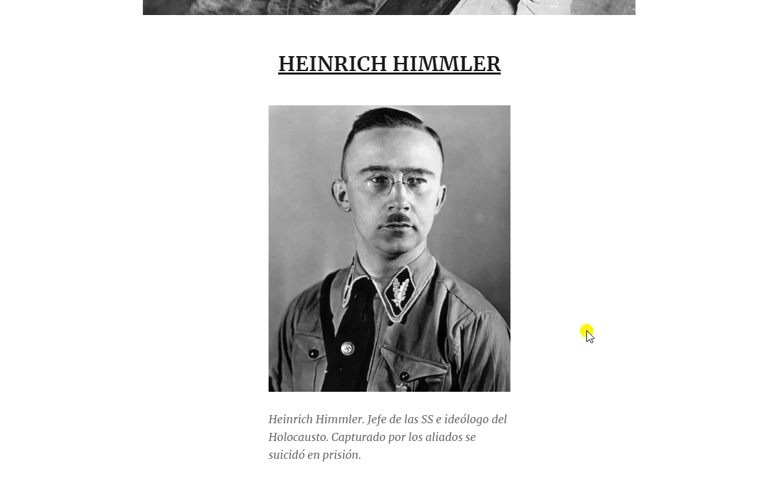 HEINRICH HIMMLER
Heinrich Himmler. Jefe de las SS e ideólogo del
Holocausto. Capturado por los aliados se
suicidó en prisión.